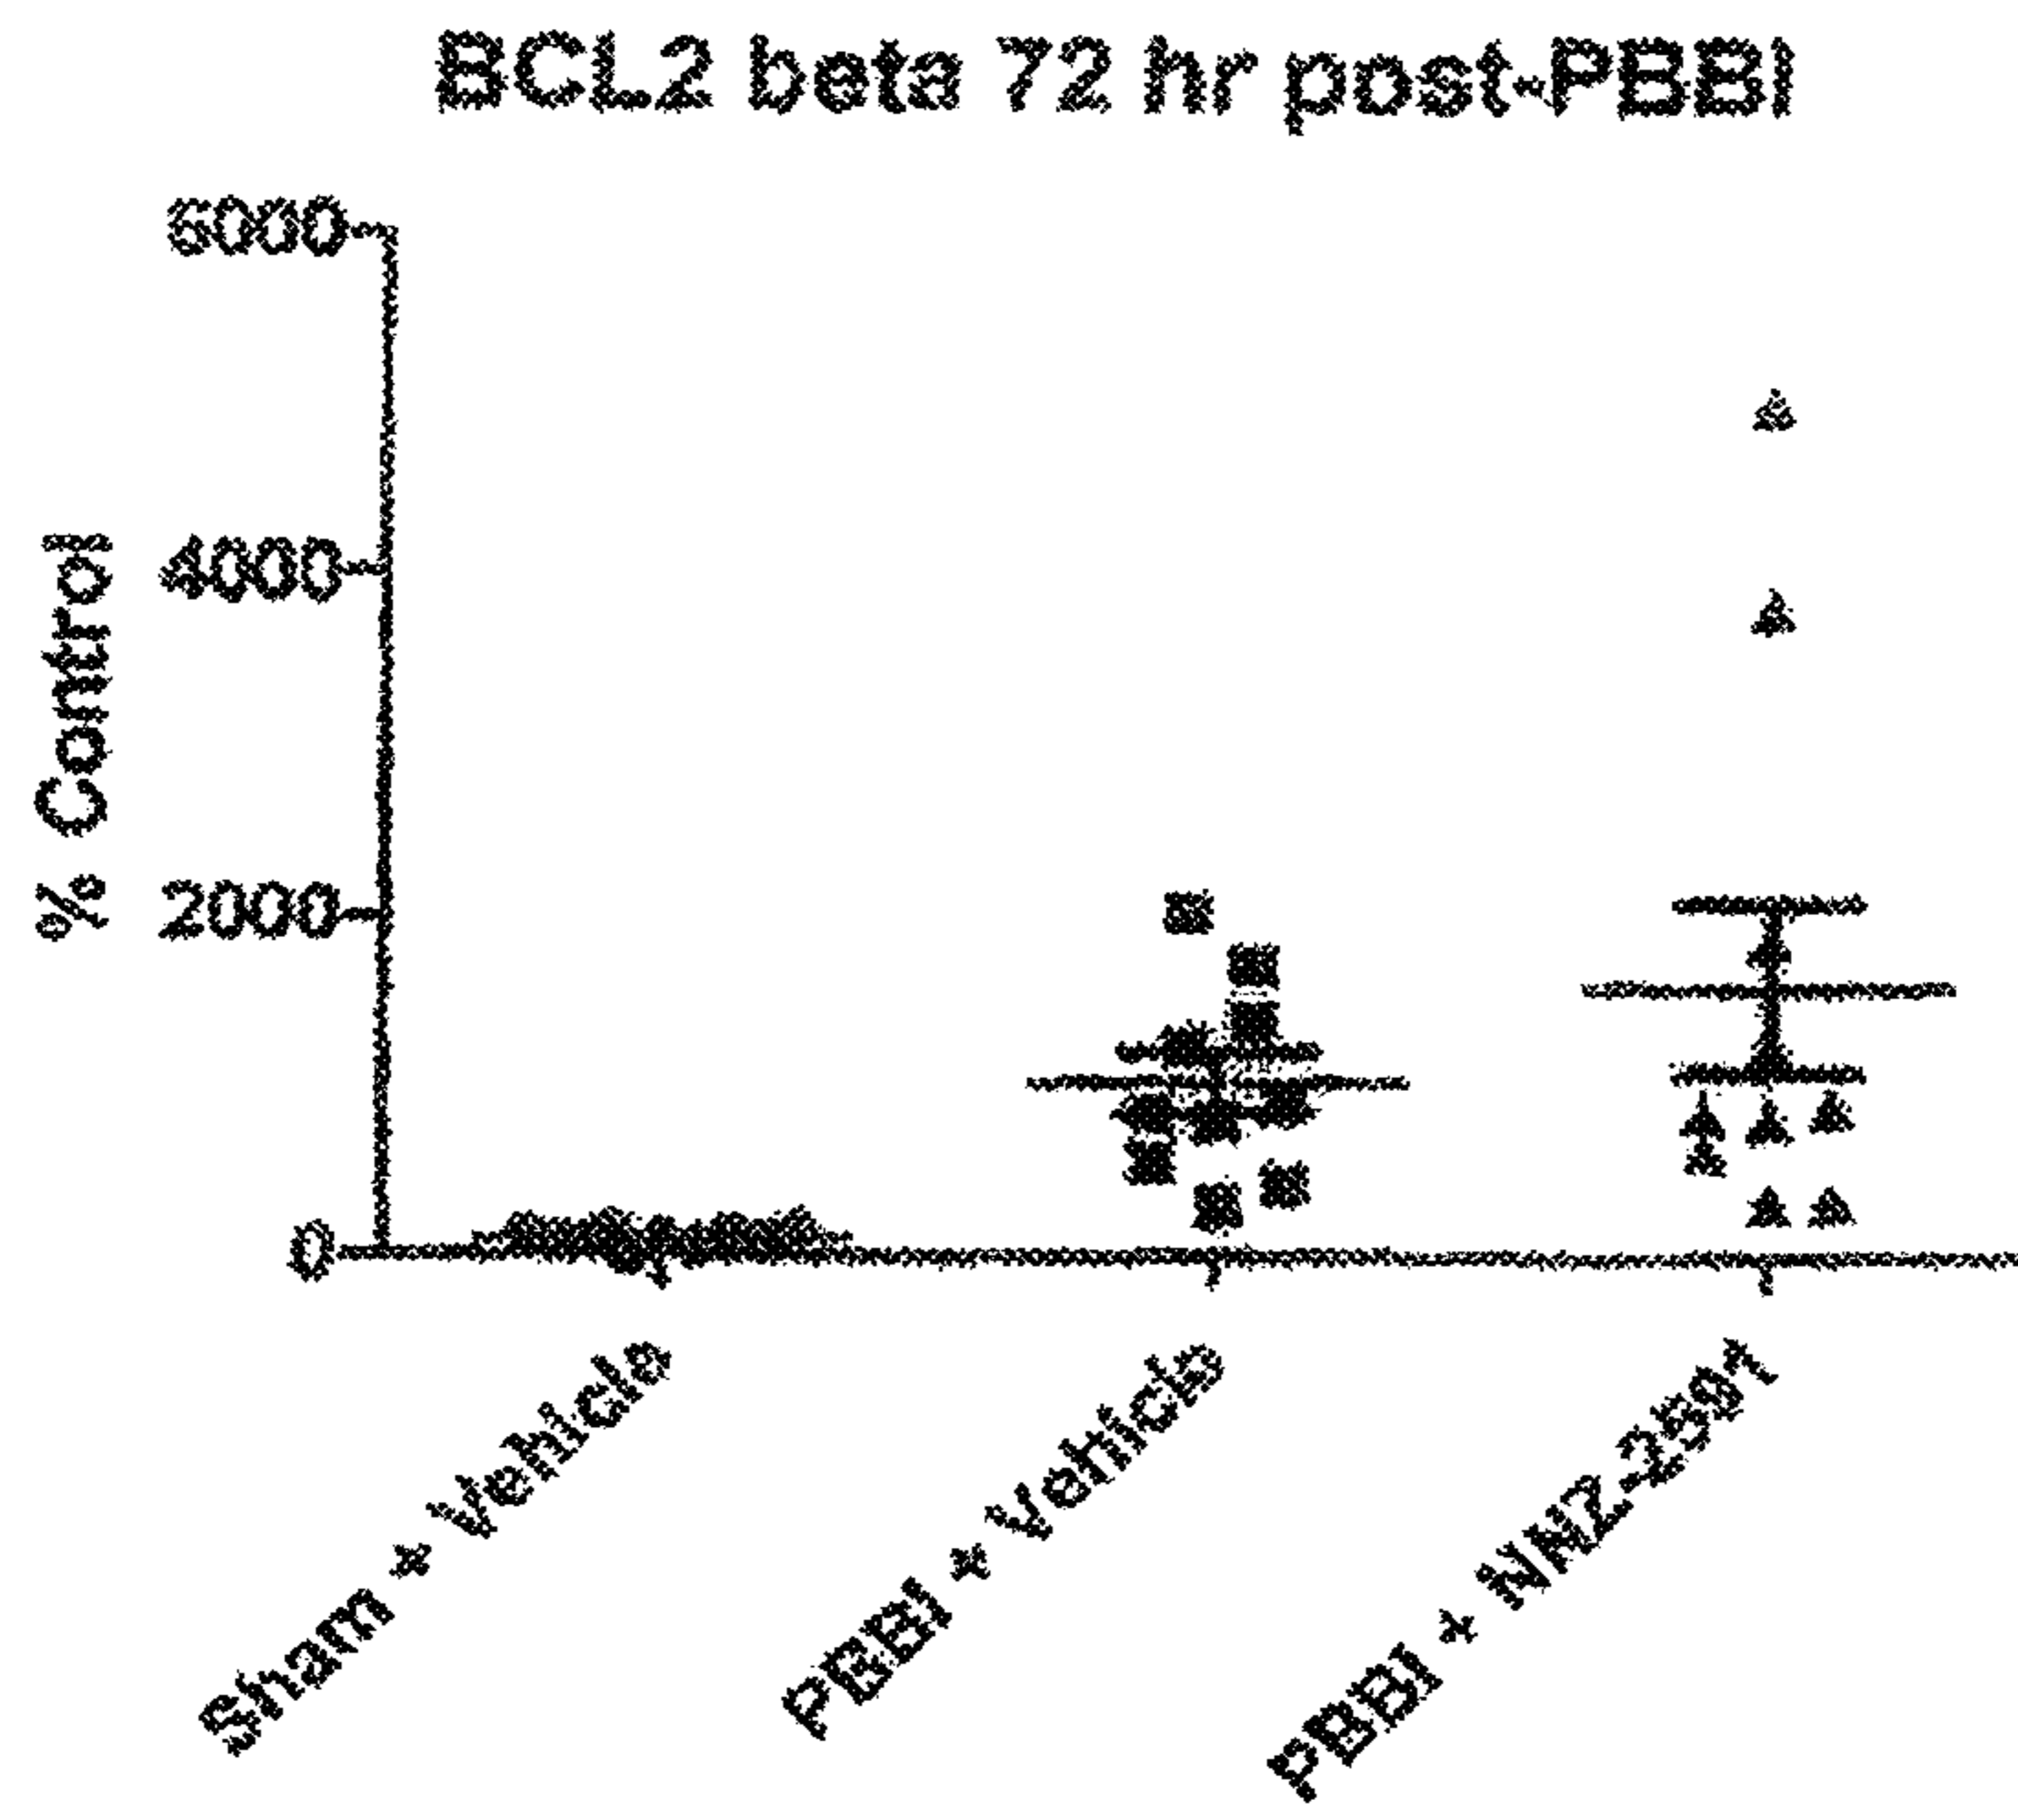 BCL2 beta 72 hr post-PBBI
% Control
6000
4000
2000
0
Sham + Vehicle
PBBI + Vehicle
PBBI + NNZ-2591